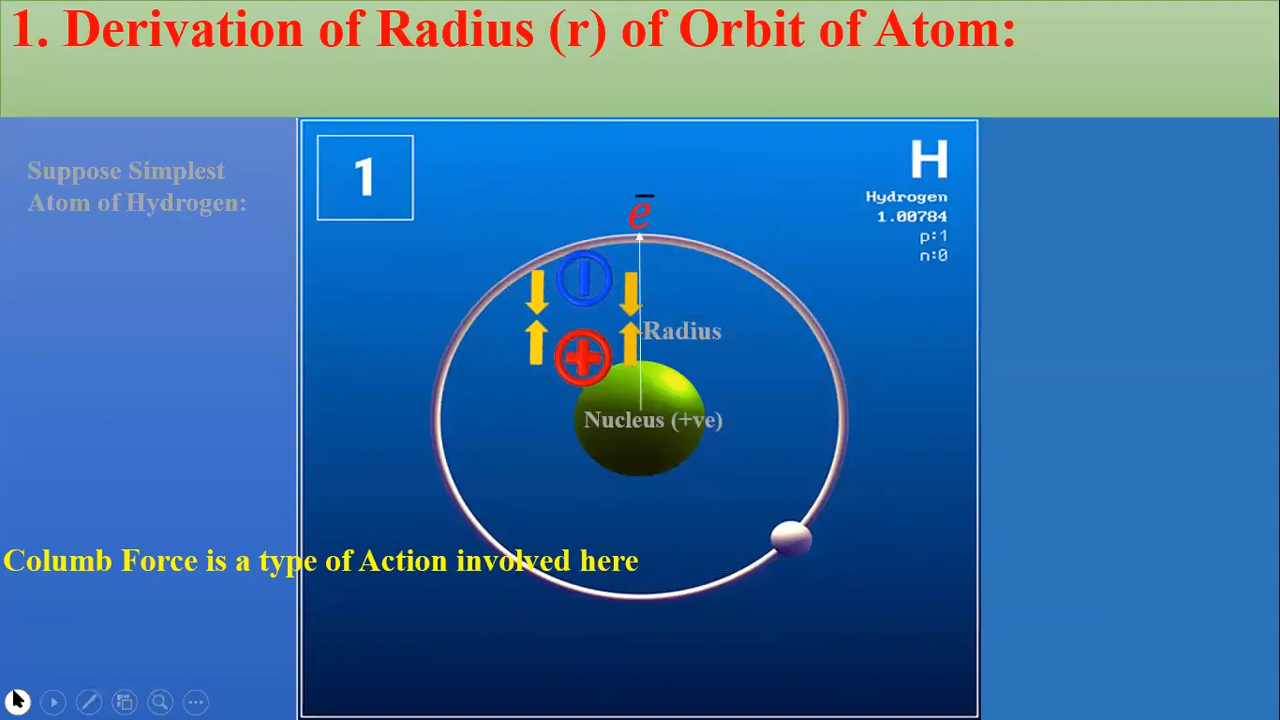 1. Derivation of Radius (r) of Orbit of Atom:
Suppose Simplest
Atom of Hydrogen:
1
H
Hydrogen
1.00784
p:1
n:0
e
Radius
Nucleus (+ve)
Columb Force is a type of Action involved here